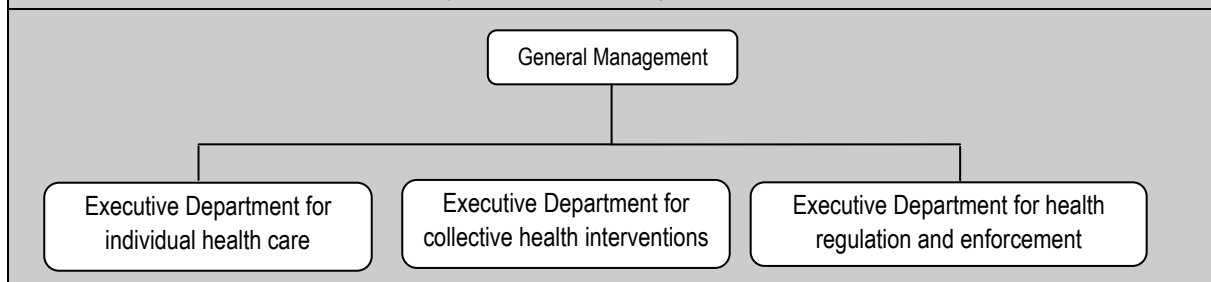 General Management
Executive Department for
individual health care
Executive Department for
collective health interventions
Executive Department for health
regulation and enforcement